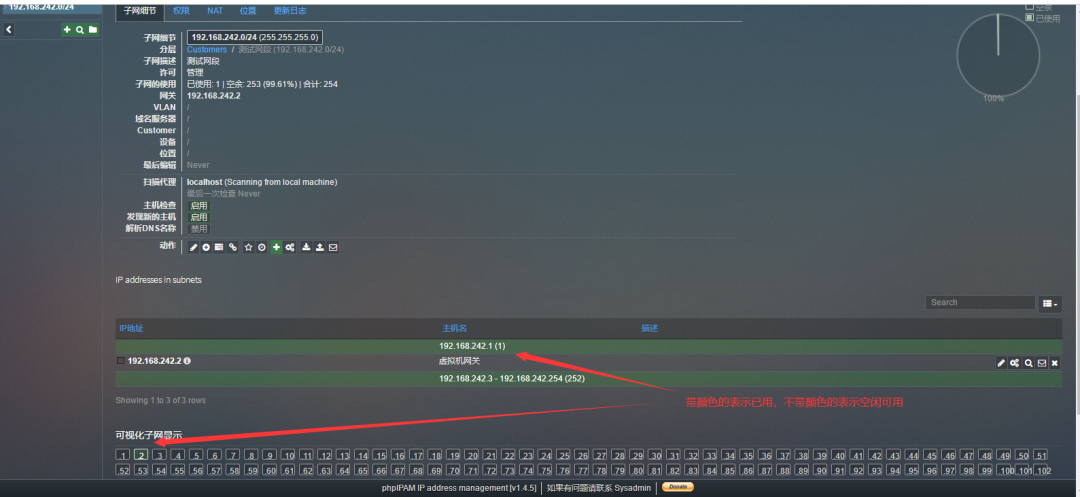 192.168.242.0/24
子网细节 权限 NAT 位置 更新日志
空余
已使用
100%
子网细节 192.168.242.0/24 (255.255.255.0)
分层 Customers / 测试网段 (192.168.242.0/24)
子网描述 测试网段
许可 管理
子网的使用 已使用: 1 | 空余: 253 (99.61%) | 合计: 254
网关 192.168.242.2
VLAN /
域名服务器 /
Customer /
设备 /
位置 /
最后编辑 Never
扫描代理 localhost (Scanning from local machine)
最后一次检查 Never
主机检查 启用
发现新的主机 启用
解析DNS名称 禁用
动作
IP addresses in subnets
Search
IP地址 主机名 描述
192.168.242.1 (1)
192.168.242.2 虚拟机网关
192.168.242.3 - 192.168.242.254 (252)
Showing 1 to 3 of 3 rows
带颜色的表示已用，不带颜色的表示空闲可用
可视化子网显示
.1 .2 .3 .4 .5 .6 .7 .8 .9 .10 .11 .12 .13 .14 .15 .16 .17 .18 .19 .20 .21 .22 .23 .24 .25 .26 .27 .28 .29 .30 .31 .32 .33 .34 .35 .36 .37 .38 .39 .40 .41 .42 .43 .44 .45 .46 .47 .48 .49 .50 .51
.52 .53 .54 .55 .56 .57 .58 .59 .60 .61 .62 .63 .64 .65 .66 .67 .68 .69 .70 .71 .72 .73 .74 .75 .76 .77 .78 .79 .80 .81 .82 .83 .84 .85 .86 .87 .88 .89 .90 .91 .92 .93 .94 .95 .96 .97 .98 .99 .100 .101 .102
phpIPAM IP address management [v1.4.5] 如果有问题请联系 Sysadmin Donate